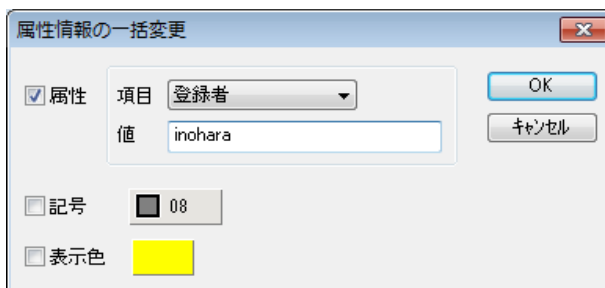 属性情報の一括変更
属性 項目 登録者 OK
値 inohara キャンセル
記号 08
表示色